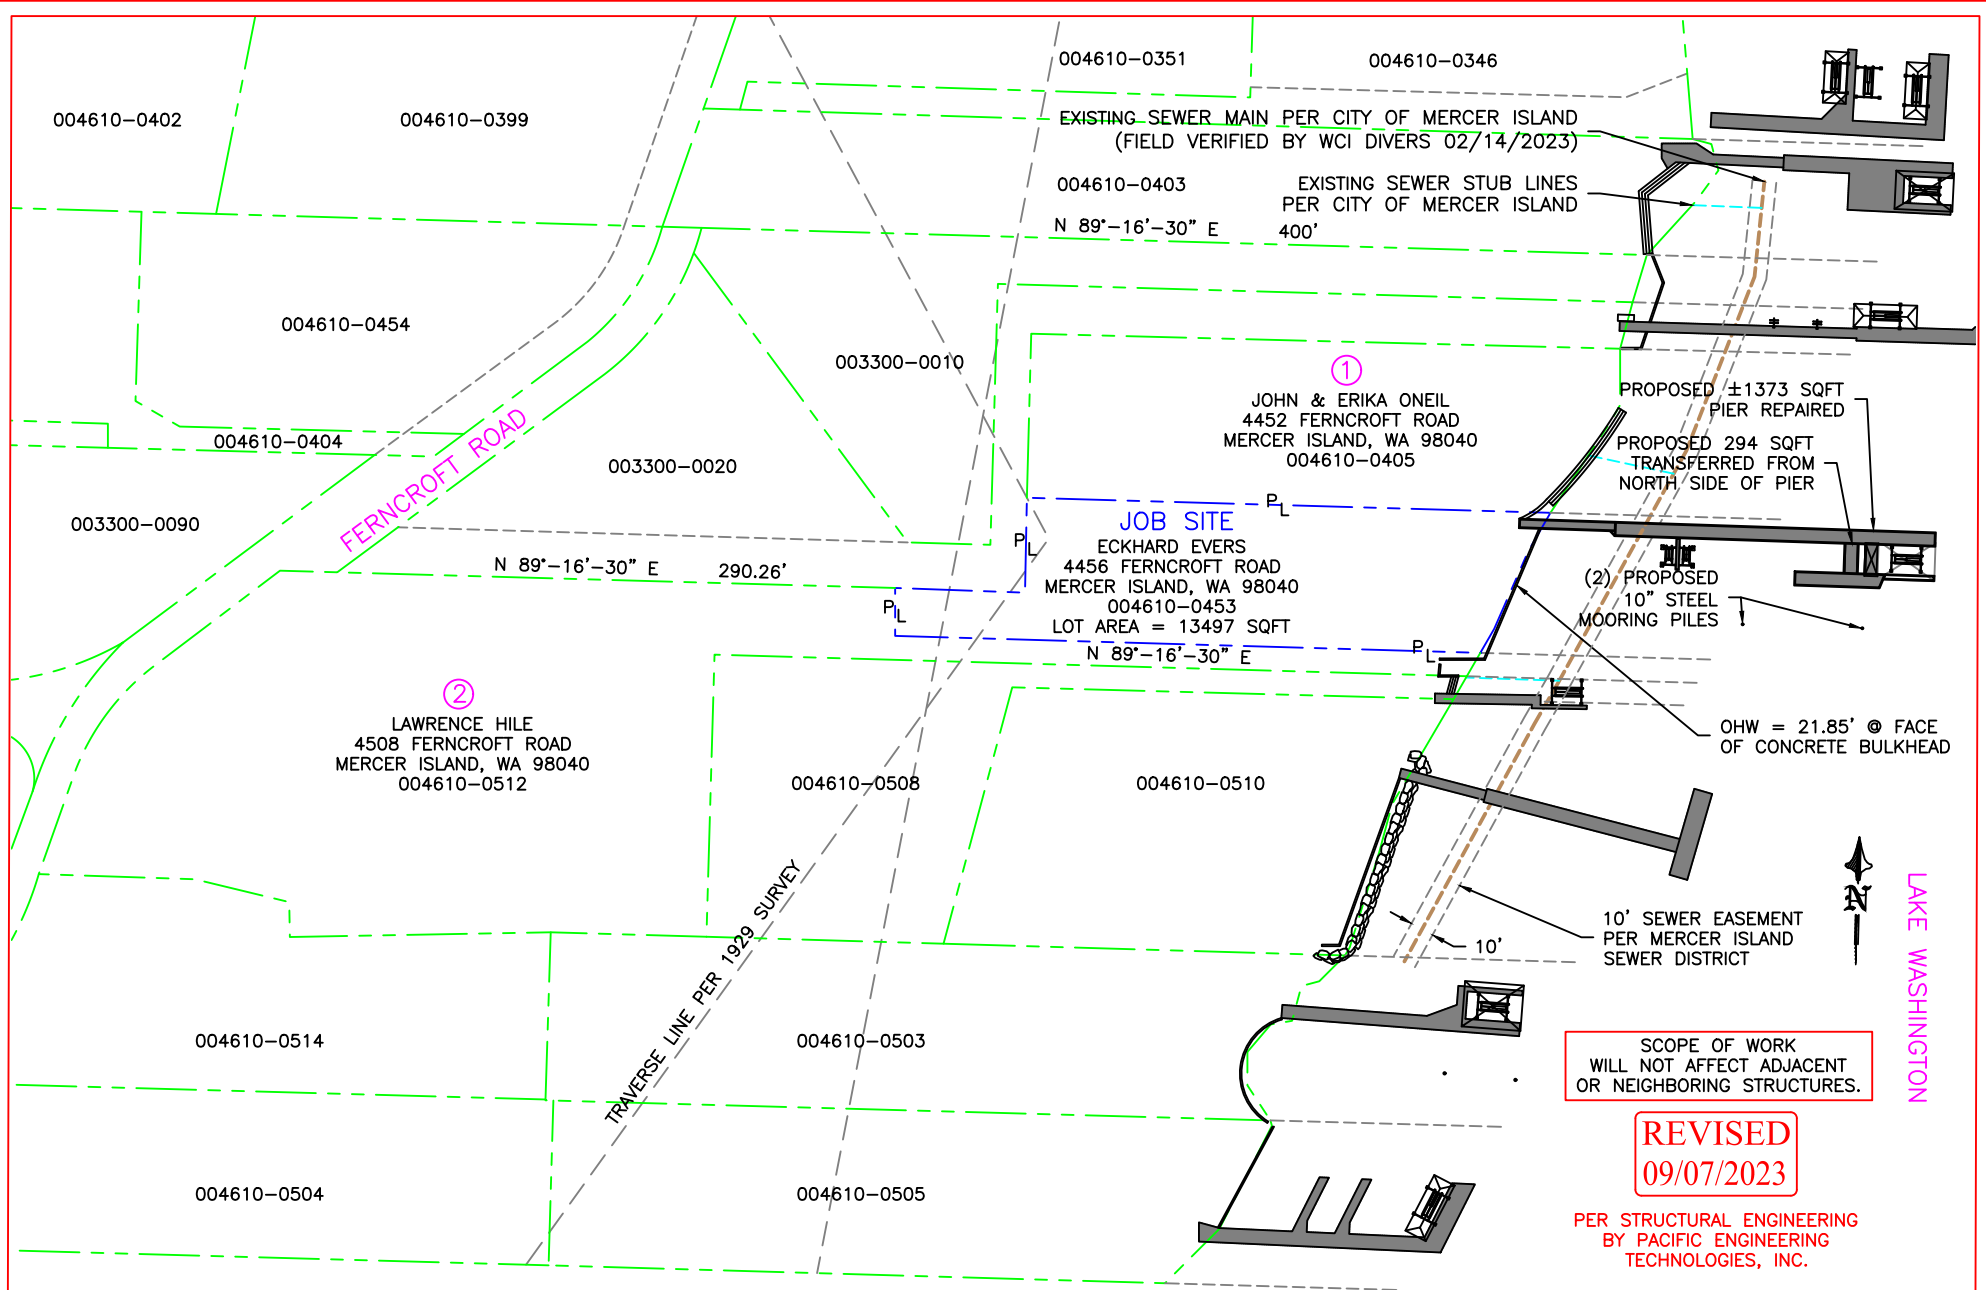 004610-0351
004610-0346
004610-0402
004610-0399
EXISTING SEWER MAIN PER CITY OF MERCER ISLAND
(FIELD VERIFIED BY WCI DIVERS 02/14/2023)
004610-0403
EXISTING SEWER STUB LINES
PER CITY OF MERCER ISLAND
N 89°-16'-30" E
400'
004610-0454
003300-0010
1
JOHN & ERIKA ONEIL
4452 FERNCROFT ROAD
MERCER ISLAND, WA 98040
004610-0405
PROPOSED ±1373 SQFT
PIER REPAIRED
PROPOSED 294 SQFT
TRANSFERRED FROM
NORTH SIDE OF PIER
004610-0404
FERNCROFT ROAD
003300-0020
003300-0090
PL
JOB SITE
ECKHARD EVERS
4456 FERNCROFT ROAD
MERCER ISLAND, WA 98040
004610-0453
LOT AREA = 13497 SQFT
PL
N 89°-16'-30" E
290.26'
PL
N 89°-16'-30" E
PL
(2) PROPOSED
10" STEEL
MOORING PILES
2
LAWRENCE HILE
4508 FERNCROFT ROAD
MERCER ISLAND, WA 98040
004610-0512
OHW = 21.85' @ FACE
OF CONCRETE BULKHEAD
004610-0508
004610-0510
TRAVERSE LINE PER 1929 SURVEY
10'
10' SEWER EASEMENT
PER MERCER ISLAND
SEWER DISTRICT
N
LAKE WASHINGTON
004610-0514
004610-0503
SCOPE OF WORK
WILL NOT AFFECT ADJACENT
OR NEIGHBORING STRUCTURES.
REVISED
09/07/2023
004610-0504
004610-0505
PER STRUCTURAL ENGINEERING
BY PACIFIC ENGINEERING
TECHNOLOGIES, INC.